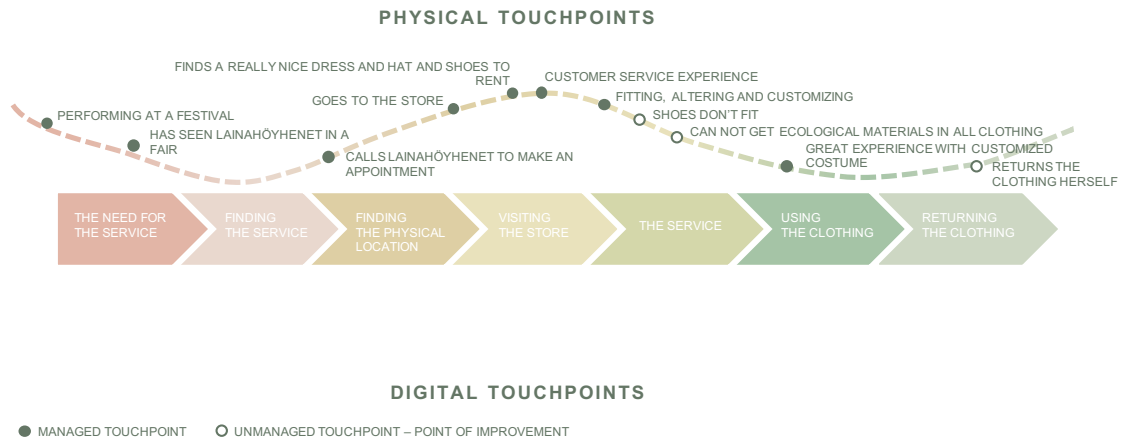 PHYSICAL TOUCHPOINTS
FINDS A REALLY NICE DRESS AND HAT AND SHOES TO
RENT
CUSTOMER SERVICE EXPERIENCE
GOES TO THE STORE
FITTING, ALTERING AND CUSTOMIZING
PERFORMING AT A FESTIVAL
SHOES DON'T FIT
HAS SEEN LAINAHÖYHENET IN A
FAIR
CAN NOT GET ECOLOGICAL MATERIALS IN ALL CLOTHING
CALLS LAINAHÖYHENET TO MAKE AN
APPOINTMENT
GREAT EXPERIENCE WITH CUSTOMIZED
COSTUME
RETURNS THE
CLOTHING HERSELF
THE NEED FOR
THE SERVICE
FINDING
THE SERVICE
FINDING
THE PHYSICAL
LOCATION
VISITING
THE STORE
THE SERVICE
USING
THE CLOTHING
RETURNING
THE CLOTHING
DIGITAL TOUCHPOINTS
MANAGED TOUCHPOINT
UNMANAGED TOUCHPOINT – POINT OF IMPROVEMENT